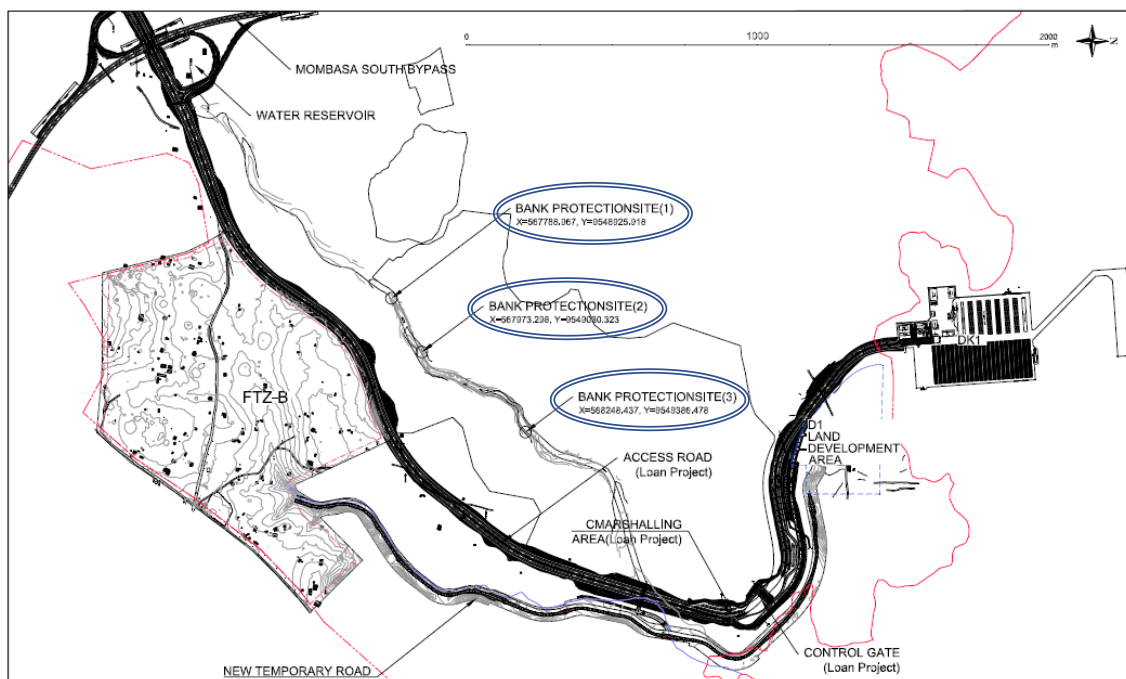 0 1000 2000
m
N
MOMBASA SOUTH BYPASS
WATER RESERVOIR
BANK PROTECTIONSITE(1)
X=567788.967, Y=9548925.918
BANK PROTECTIONSITE(2)
X=567973.298, Y=9549080.323
DK1
FTZ-B
BANK PROTECTIONSITE(3)
X=568248.437, Y=9549386.478
D1
LAND
DEVELOPMENT
AREA
ACCESS ROAD
(Loan Project)
CMARSHALLING
AREA(Loan Project)
CONTROL GATE
(Loan Project)
NEW TEMPORARY ROAD